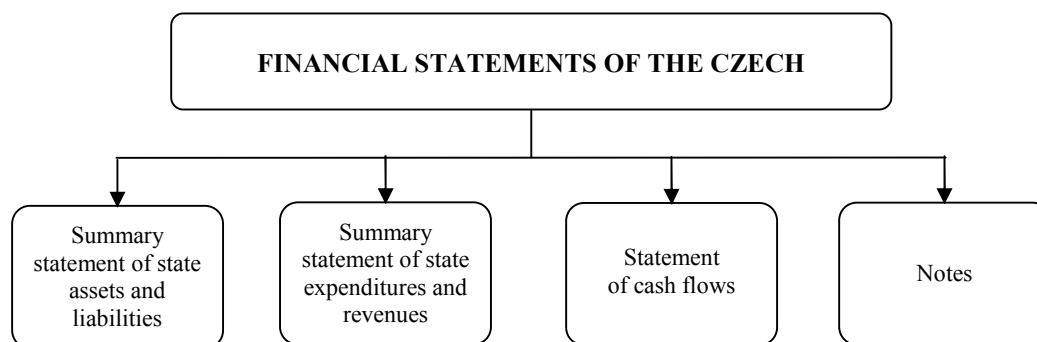 FINANCIAL STATEMENTS OF THE CZECH
Summary
statement of state
assets and
liabilities
Summary
statement of state
expenditures and
revenues
Statement
of cash flows
Notes